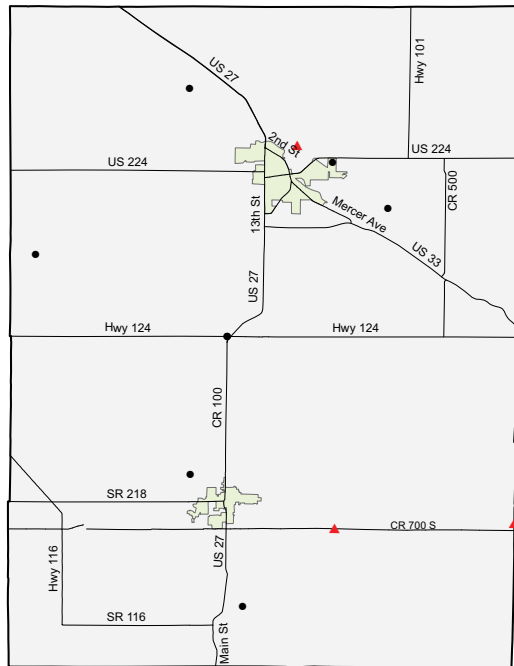 US 27
Hwy 101
2nd St
US 224
US 224
CR 500
13th St
Mercer Ave
US 33
US 27
Hwy 124
Hwy 124
CR 100
SR 218
CR 700 S
US 27
Hwy 116
SR 116
Main St